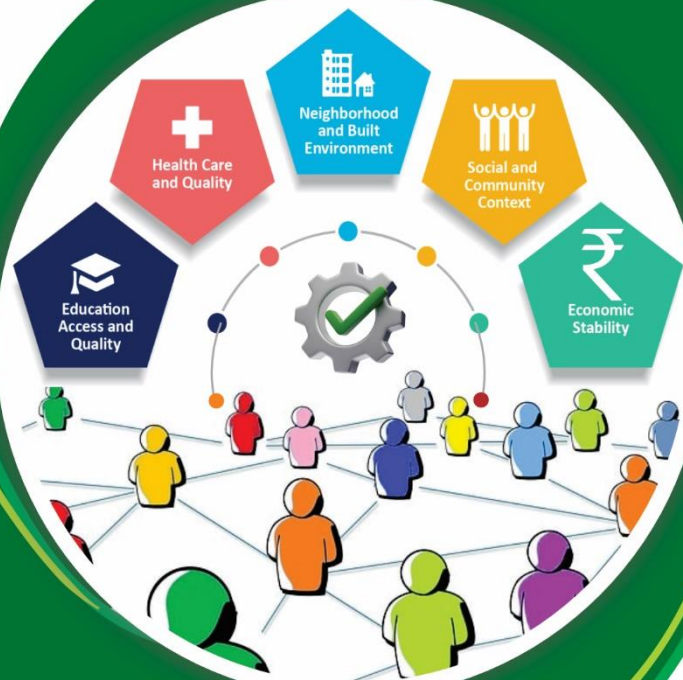 Education
Access and
Quality
Health Care
and Quality
Neighborhood
and Built
Environment
Social and
Community
Context
₹
Economic
Stability